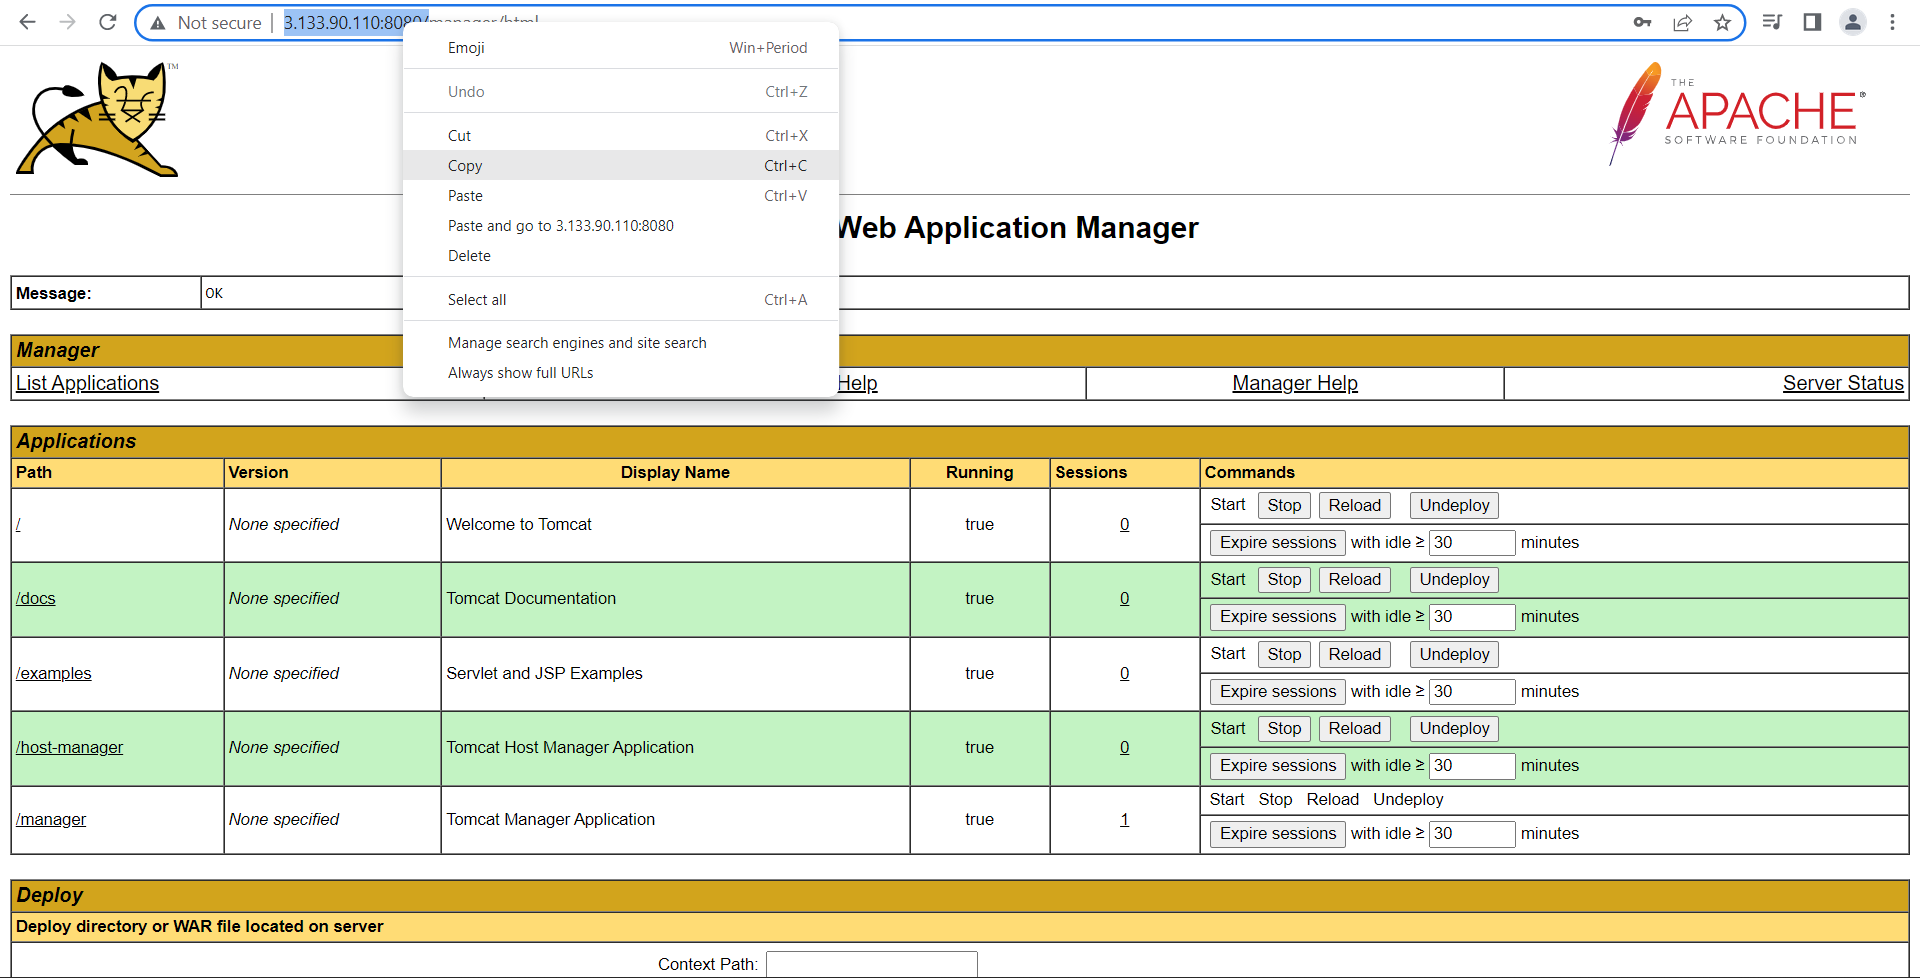 Not secure | 3.133.90.110:8080/manager/html
Emoji Win+Period
Undo Ctrl+Z
Cut Ctrl+X
Copy Ctrl+C
Paste Ctrl+V
Paste and go to 3.133.90.110:8080
Delete
Select all Ctrl+A
Manage search engines and site search
Always show full URLs
TM
THE
APACHE®
SOFTWARE FOUNDATION
Web Application Manager
Message: OK
Manager
List Applications Help Manager Help Server Status
Applications
Path Version Display Name Running Sessions Commands
/ None specified Welcome to Tomcat true 0 Start Stop Reload Undeploy
Expire sessions with idle ≥ 30 minutes
/docs None specified Tomcat Documentation true 0 Start Stop Reload Undeploy
Expire sessions with idle ≥ 30 minutes
/examples None specified Servlet and JSP Examples true 0 Start Stop Reload Undeploy
Expire sessions with idle ≥ 30 minutes
/host-manager None specified Tomcat Host Manager Application true 0 Start Stop Reload Undeploy
Expire sessions with idle ≥ 30 minutes
/manager None specified Tomcat Manager Application true 1 Start Stop Reload Undeploy
Expire sessions with idle ≥ 30 minutes
Deploy
Deploy directory or WAR file located on server
Context Path: